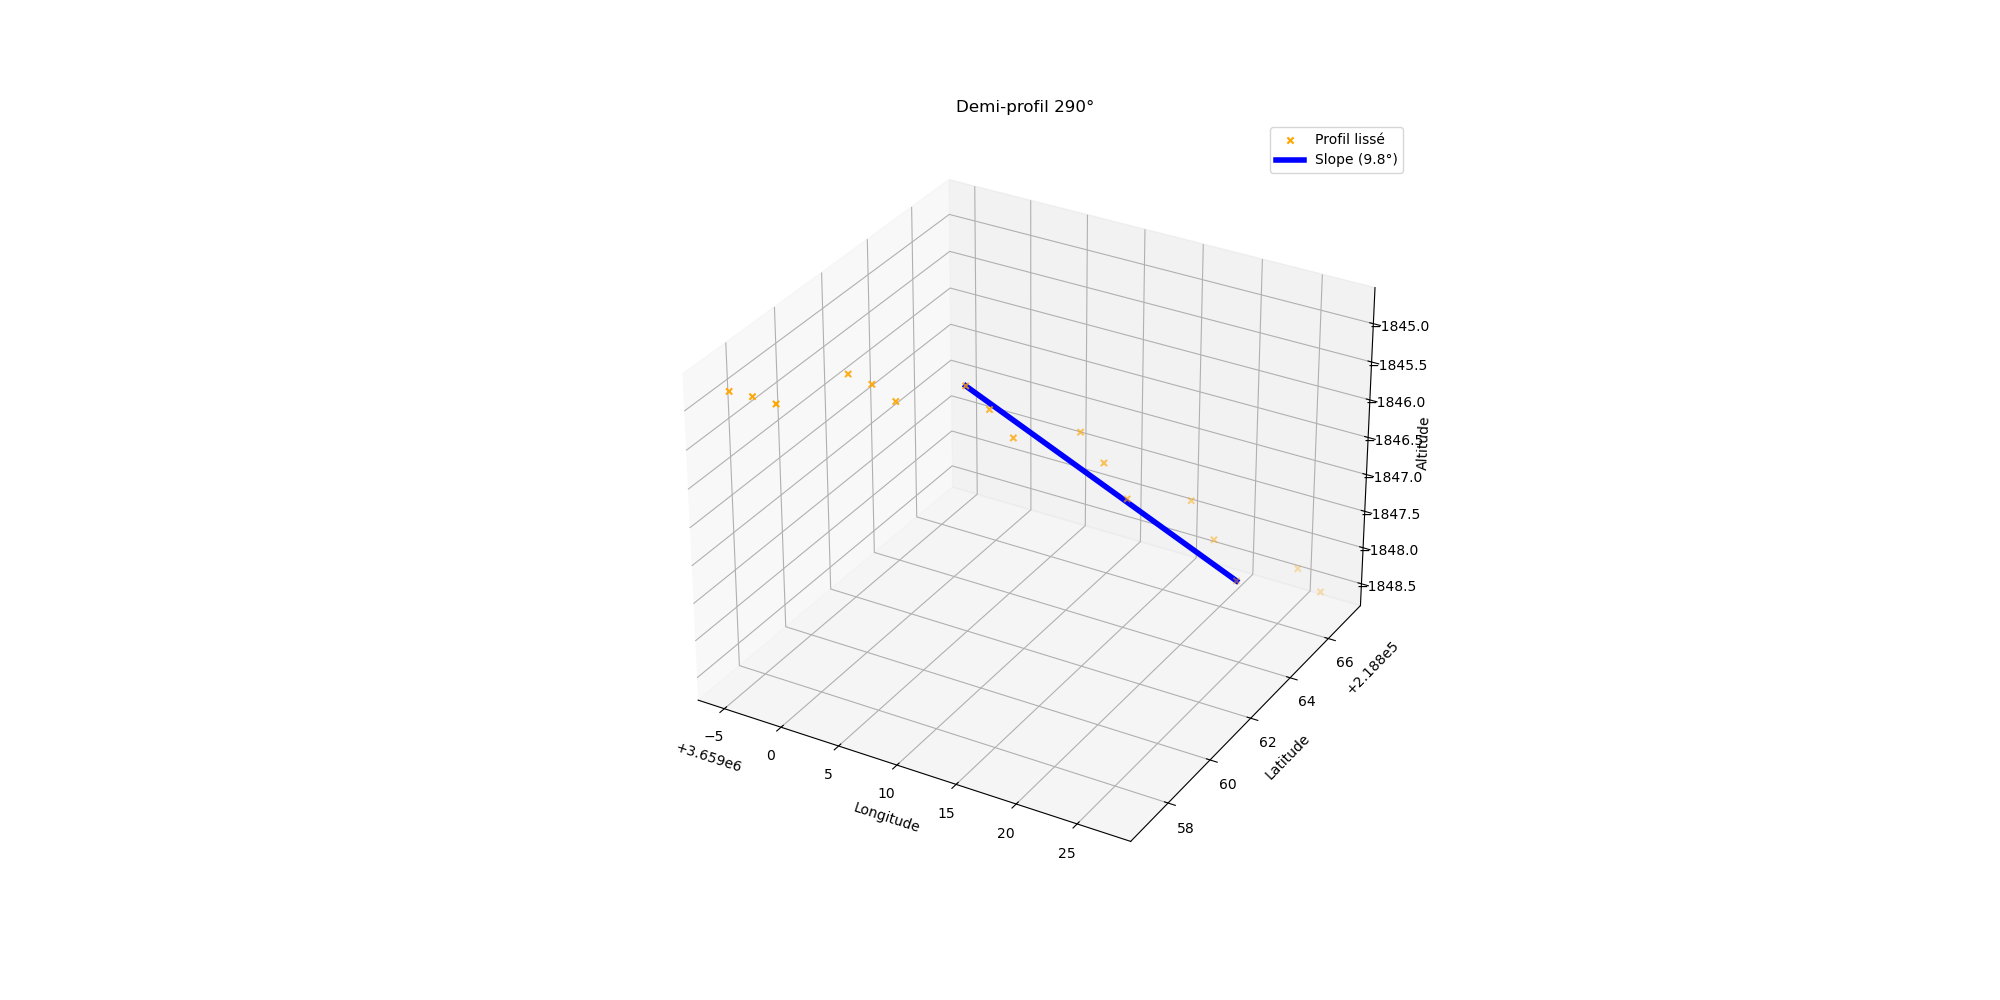 Demi-profil 290°
Profil lissé
Slope (9.8°)
−1845.0
−1845.5
−1846.0
−1846.5
−1847.0
−1847.5
−1848.0
−1848.5
Altitude
66
64
62
60
58
+2.188e5
Latitude
−5
0
5
10
15
20
25
+3.659e6
Longitude